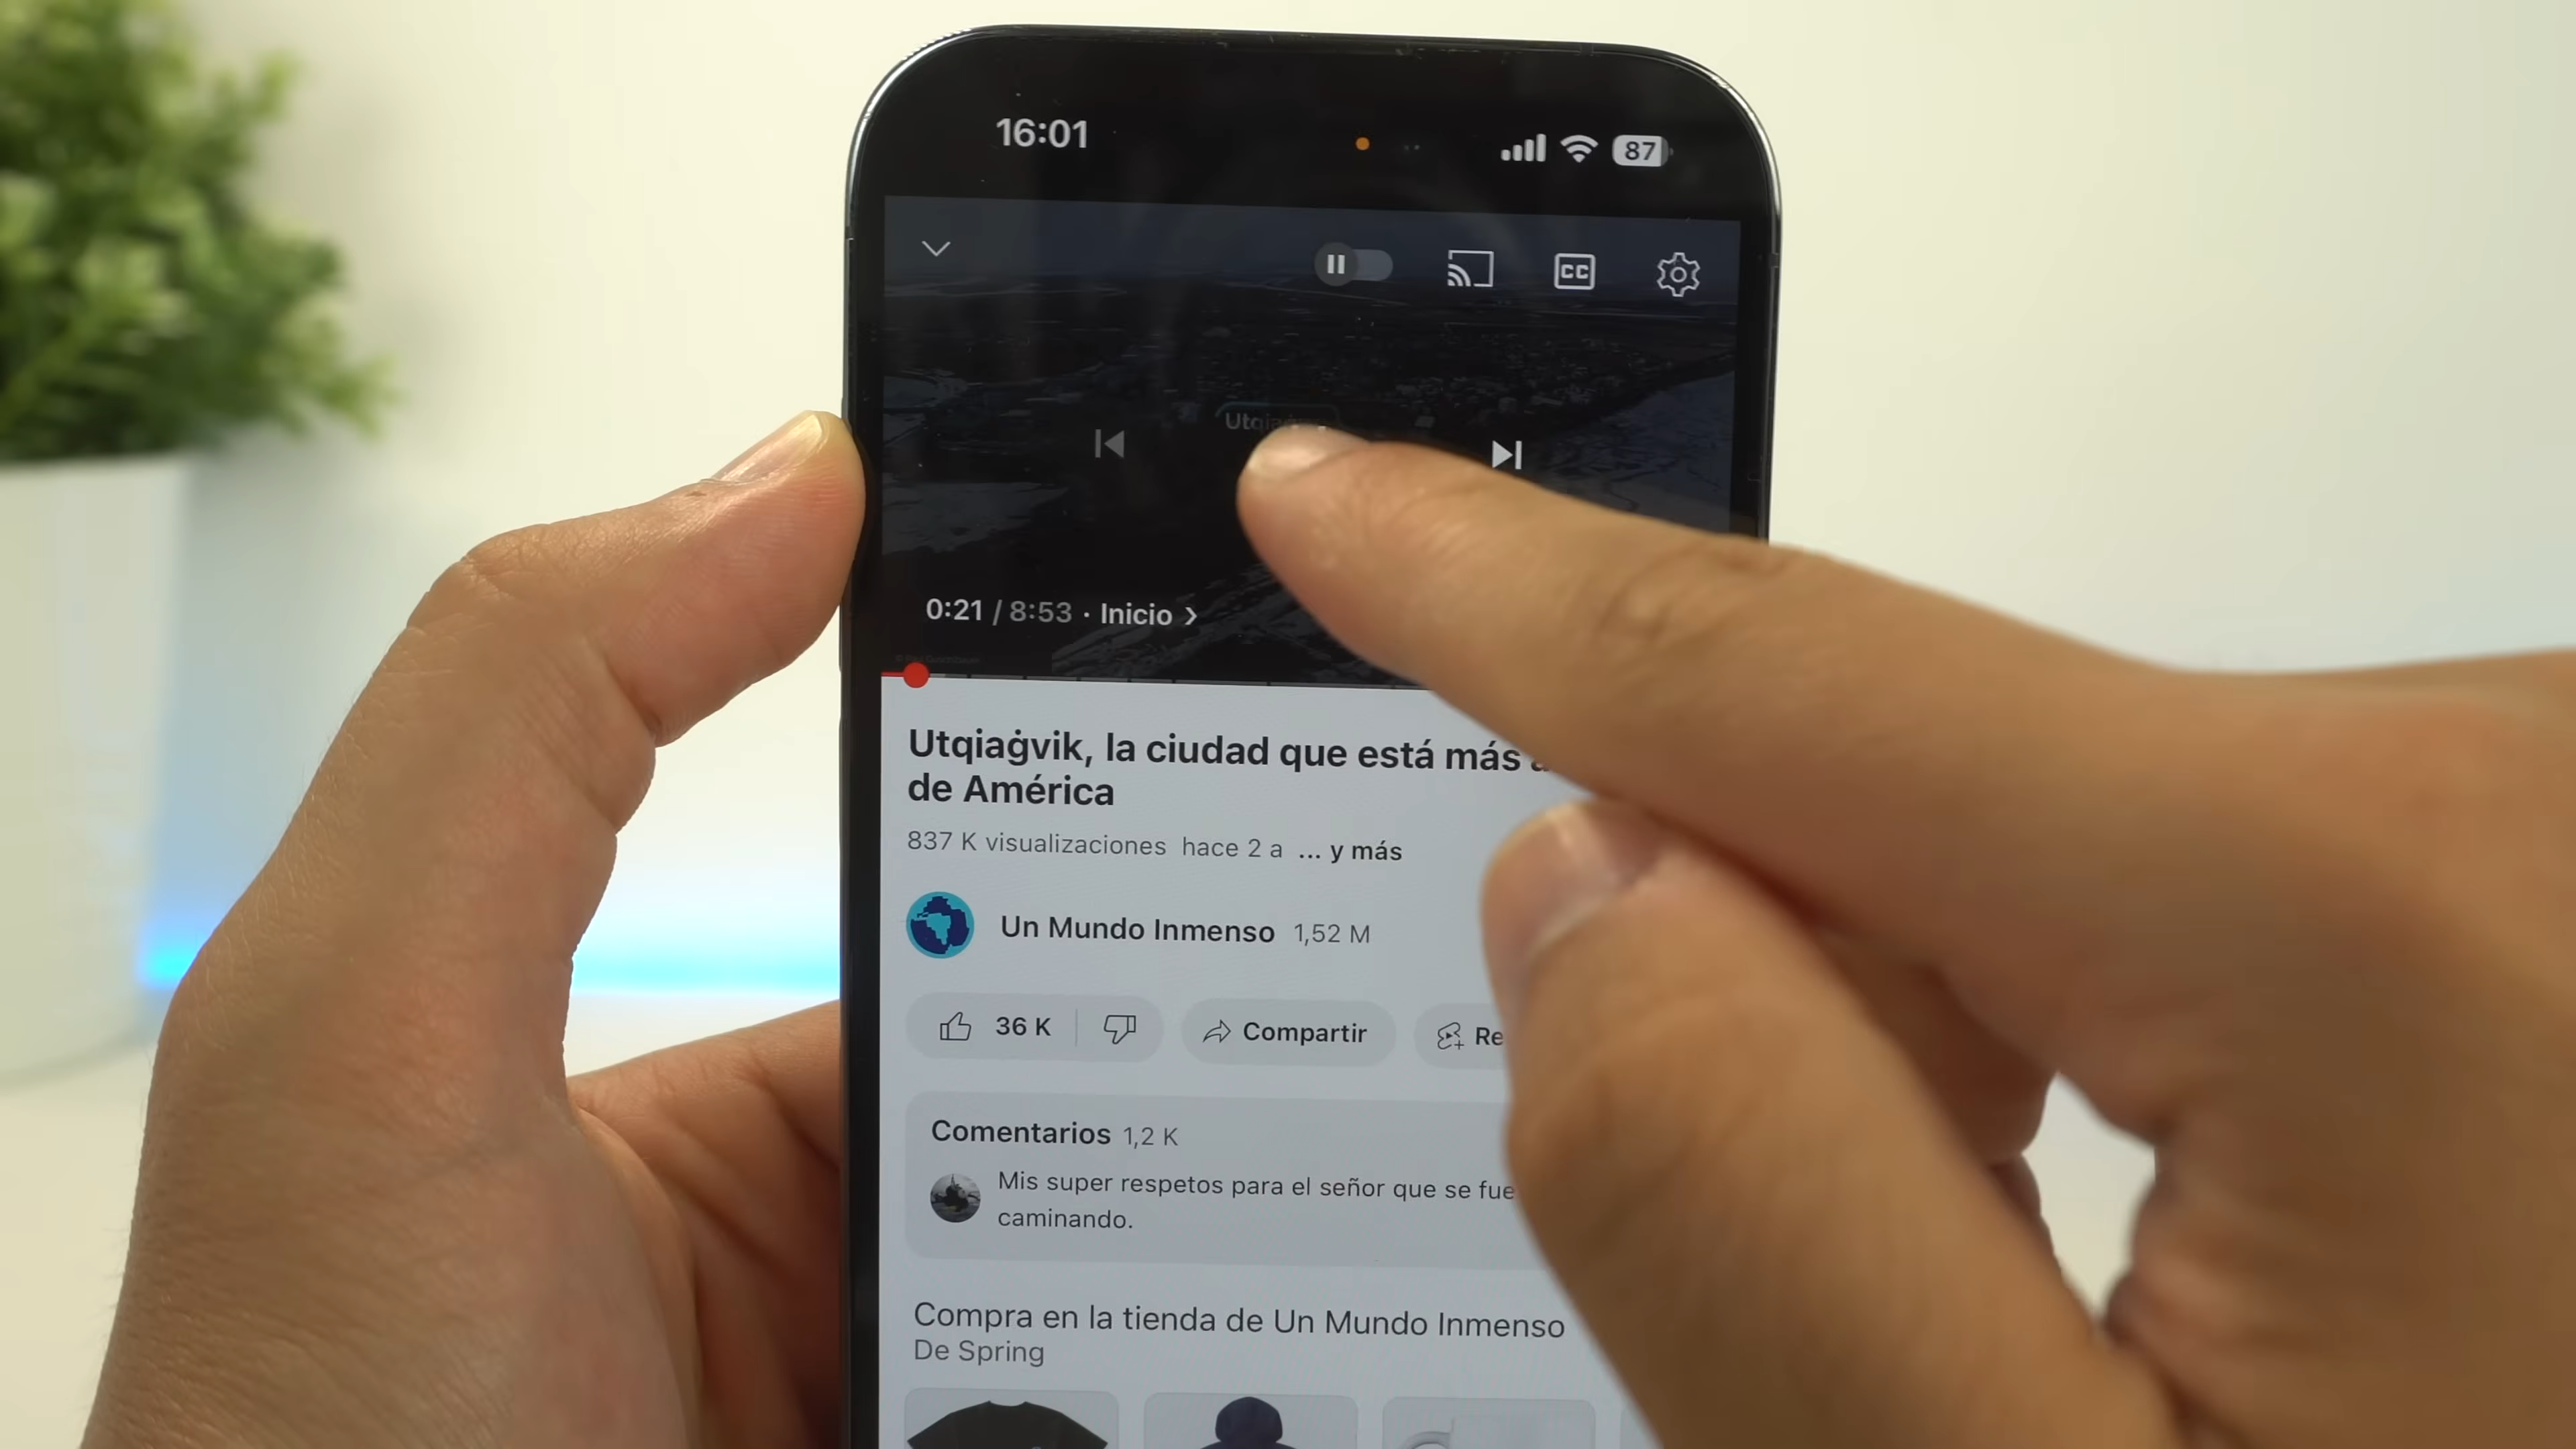 16:01
87
CC
0:21 / 8:53 · Inicio
Utqiaġvik, la ciudad que está más
de América
837 K visualizaciones hace 2 a ... y más
Un Mundo Inmenso 1,52 M
36 K
Compartir
Re
Comentarios 1,2 K
Mis super respetos para el señor que se fue
caminando.
Compra en la tienda de Un Mundo Inmenso
De Spring